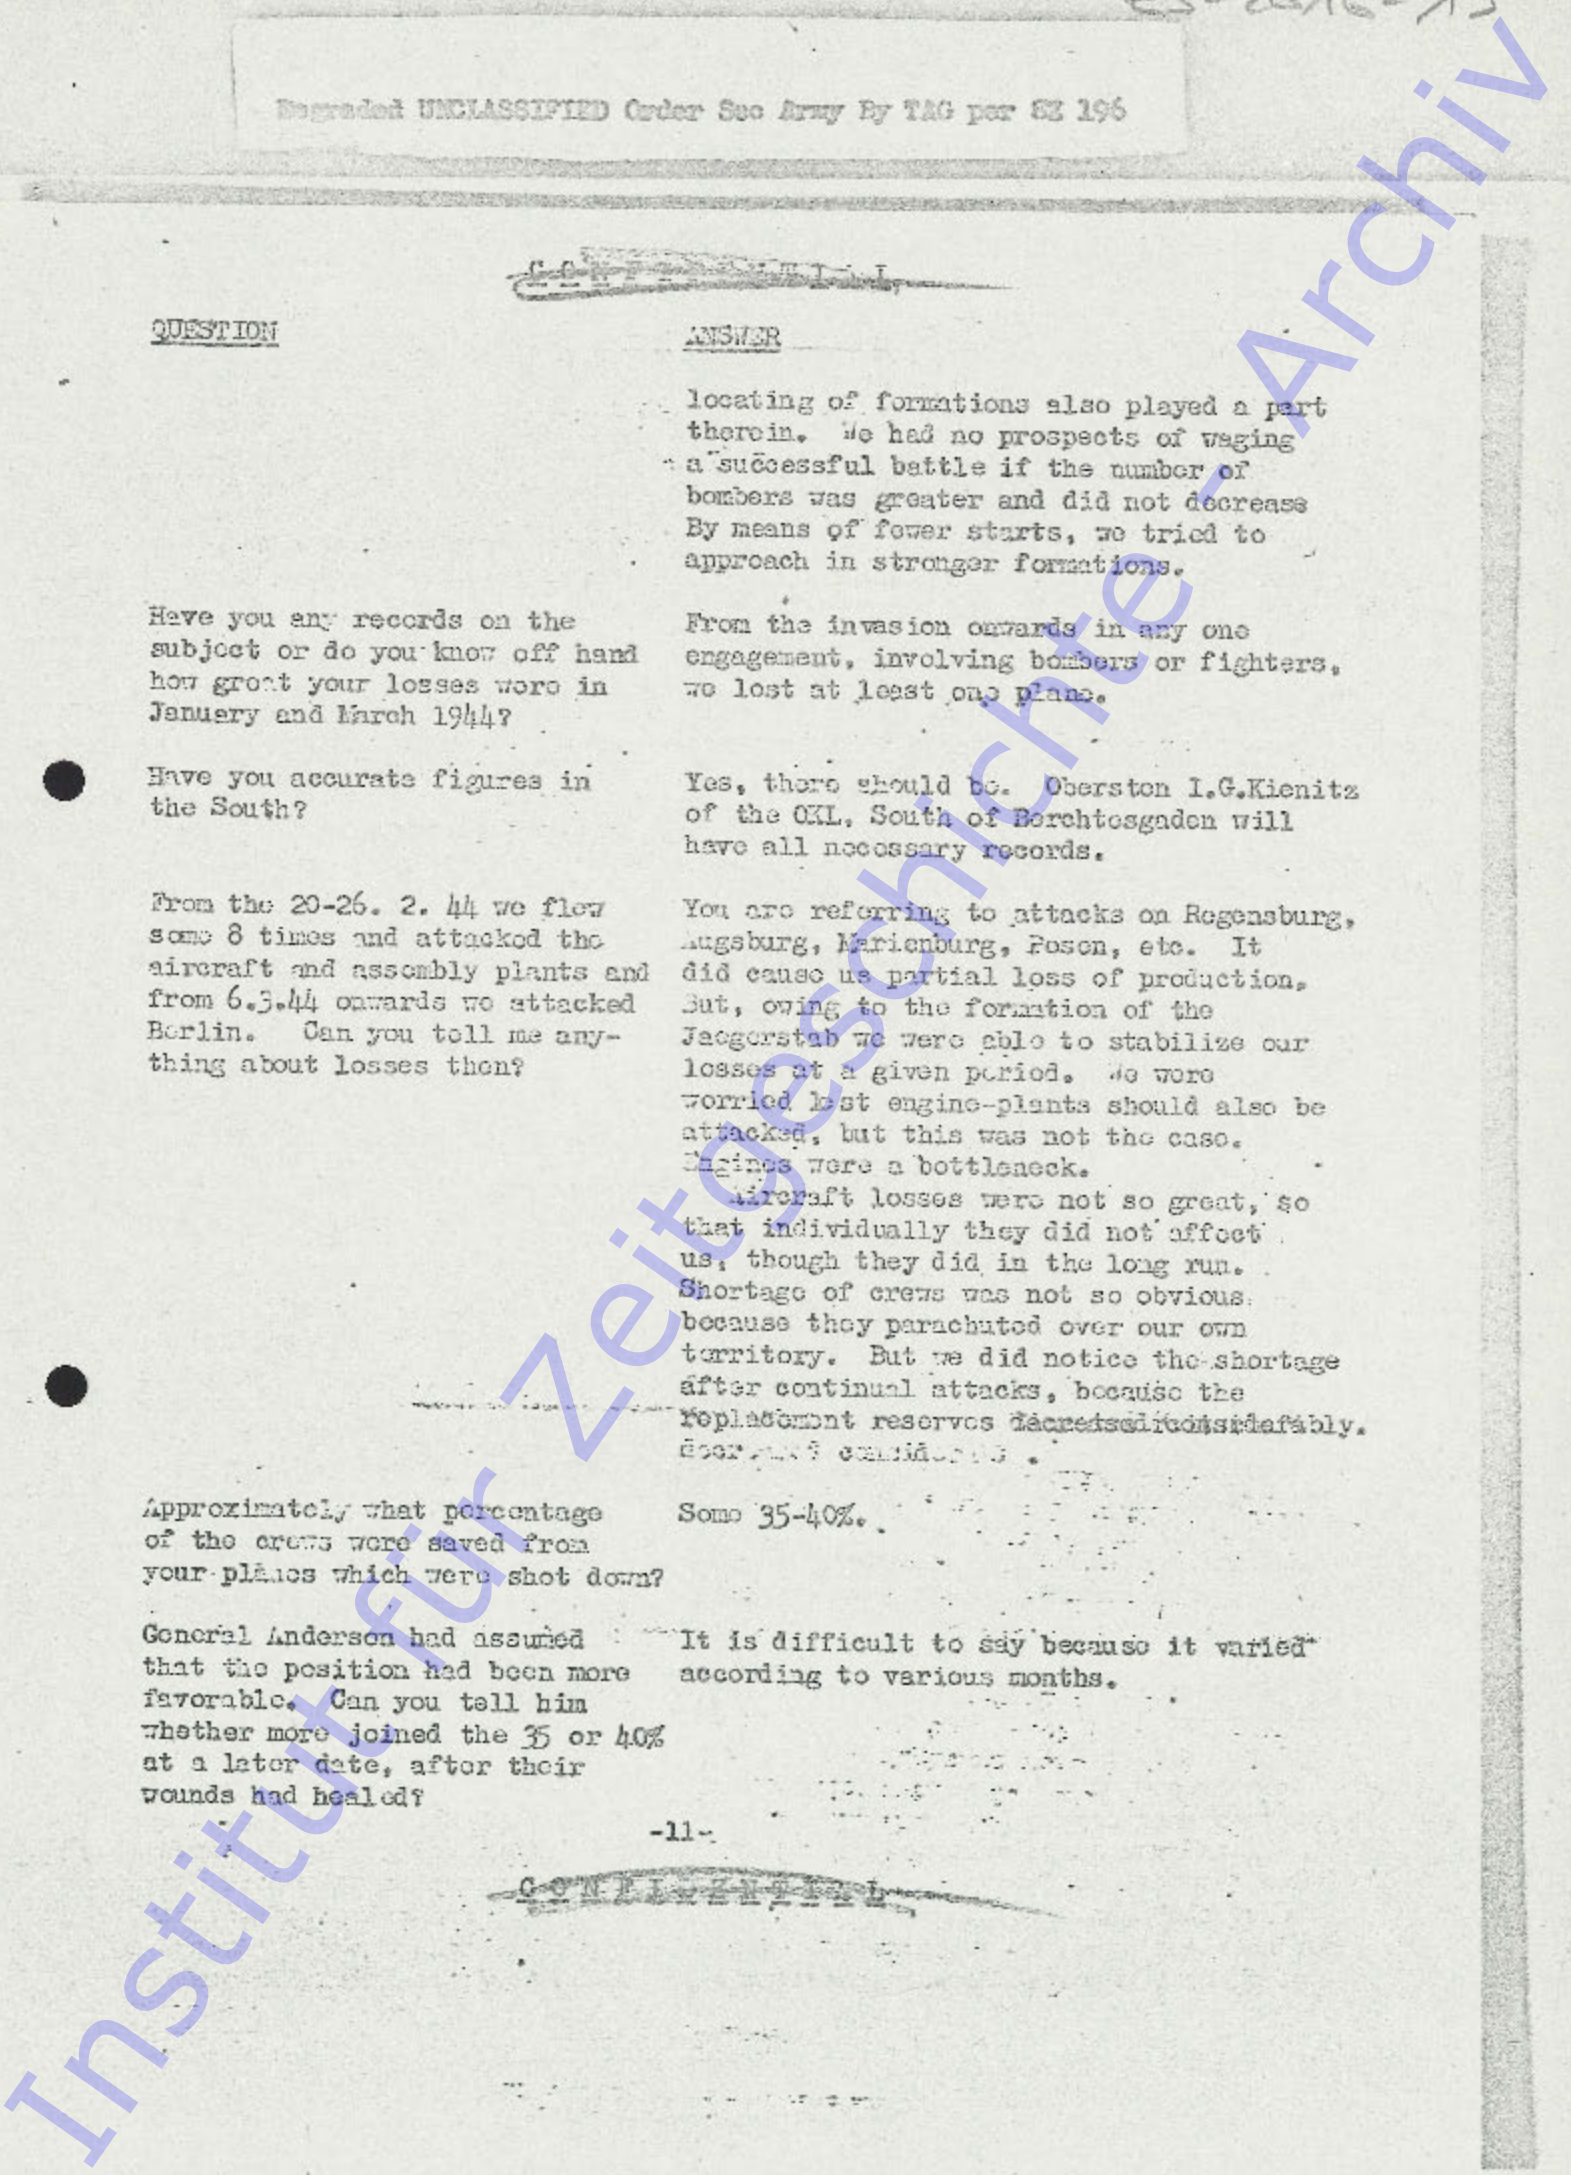 Degraded UNCLASSIFIED Order Sec Army By TAG per SZ 196
CONFIDENTIAL
QUESTION
ANSWER
locating of formations also played a part
therein. We had no prospects of waging
a successful battle if the number of
bombers was greater and did not decrease
By means of fewer starts, we tried to
approach in stronger formations.
Have you any records on the
subject or do you know off hand
how great your losses were in
January and March 1944?
From the invasion onwards in any one
engagement, involving bombers or fighters,
we lost at least one plane.
Have you accurate figures in
the South?
Yes, there should be. Obersten I.G.Kienitz
of the OKL, South of Berchtesgaden will
have all necessary records.
From the 20-26. 2. 44 we flew
some 8 times and attacked the
aircraft and assembly plants and
from 6.3.44 onwards we attacked
Berlin. Can you tell me any-
thing about losses then?
You are referring to attacks on Regensburg,
Augsburg, Marienburg, Posen, etc. It
did cause us partial loss of production.
But, owing to the formation of the
Jaegerstab we were able to stabilize our
losses at a given period. We were
worried lest engine-plants should also be
attacked, but this was not the case.
Engines were a bottleneck.
Aircraft losses were not so great, so
that individually they did not affect
us, though they did in the long run.
Shortage of crews was not so obvious
because they parachuted over our own
territory. But we did notice the shortage
after continual attacks, because the
replacement reserves decreased considerably.
Approximately what percentage
of the crews were saved from
your planes which were shot down?
Some 35-40%.
General Anderson had assumed
that the position had been more
favorable. Can you tell him
whether more joined the 35 or 40%
at a later date, after their
wounds had healed?
It is difficult to say because it varied
according to various months.
-11-
CONFIDENTIAL
Institut für Zeitgeschichte - Archiv